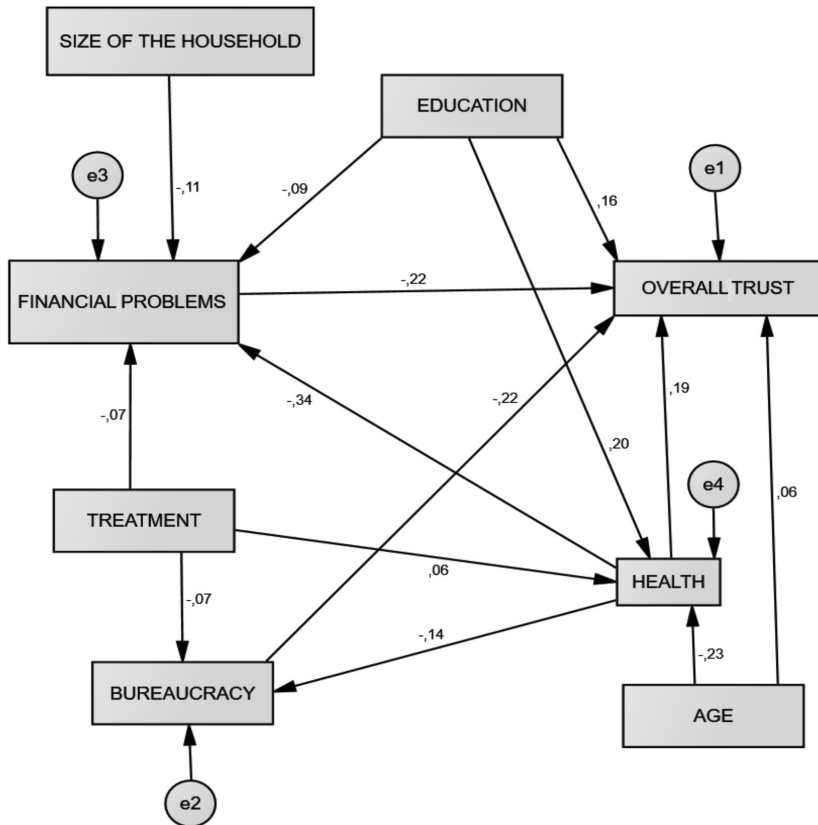 SIZE OF THE HOUSEHOLD
EDUCATION
e3
e1
-,11
-,09
,16
FINANCIAL PROBLEMS
-,22
OVERALL TRUST
-,07
-,34
-,22
,19
,20
e4
,06
TREATMENT
,06
HEALTH
-,07
-,14
-,23
BUREAUCRACY
AGE
e2